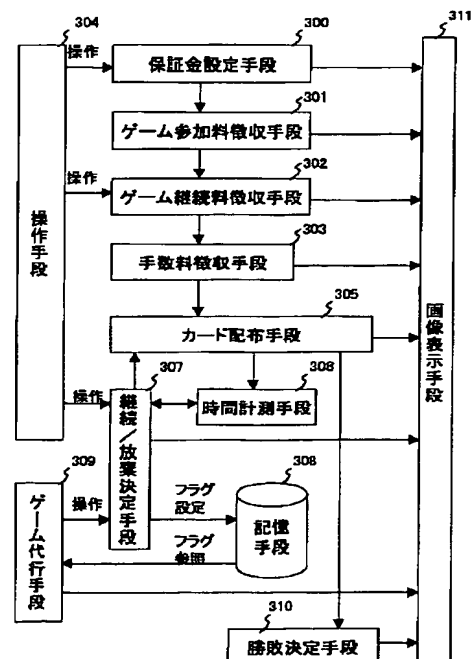 304
300
311
操作
保証金設定手段
301
ゲーム参加料徴収手段
302
操作
ゲーム継続料徴収手段
303
手数料徴収手段
操作手段
305
カード配布手段
画像表示手段
307
308
操作
継続/放棄決定手段
時間計測手段
309
ゲーム代行手段
操作
フラグ
設定
308
記憶
手段
フラグ
参照
310
勝敗決定手段